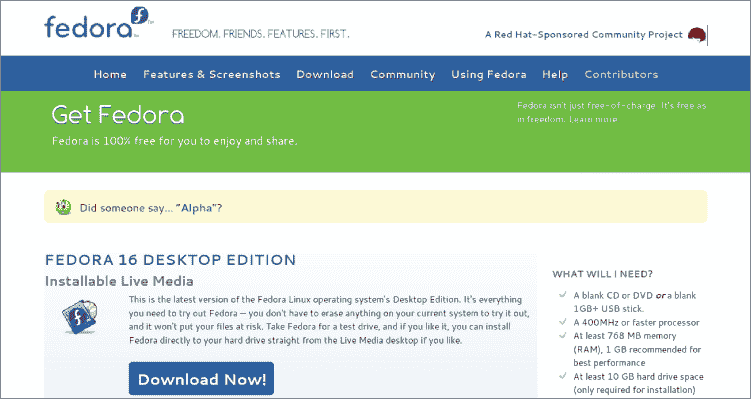 fedora
FREEDOM. FRIENDS. FEATURES. FIRST.
A Red Hat-Sponsored Community Project
Home Features & Screenshots Download Community Using Fedora Help Contributors
Get Fedora
Fedora is 100% free for you to enjoy and share.
Fedora isn't just free-of-charge. It's free as
in freedom. Learn more
Did someone say... "Alpha"?
FEDORA 16 DESKTOP EDITION
Installable Live Media
This is the latest version of the Fedora Linux operating system's Desktop Edition. It's everything
you need to try out Fedora — you don't have to erase anything on your current system to try it out,
and it won't put your files at risk. Take Fedora for a test drive, and if you like it, you can install
Fedora directly to your hard drive straight from the Live Media desktop if you like.
Download Now!
WHAT WILL I NEED?
A blank CD or DVD or a blank
1GB+ USB stick.
A 400MHz or faster processor
At least 768 MB memory
(RAM), 1 GB recommended for
best performance
At least 10 GB hard drive space
(only required for installation)